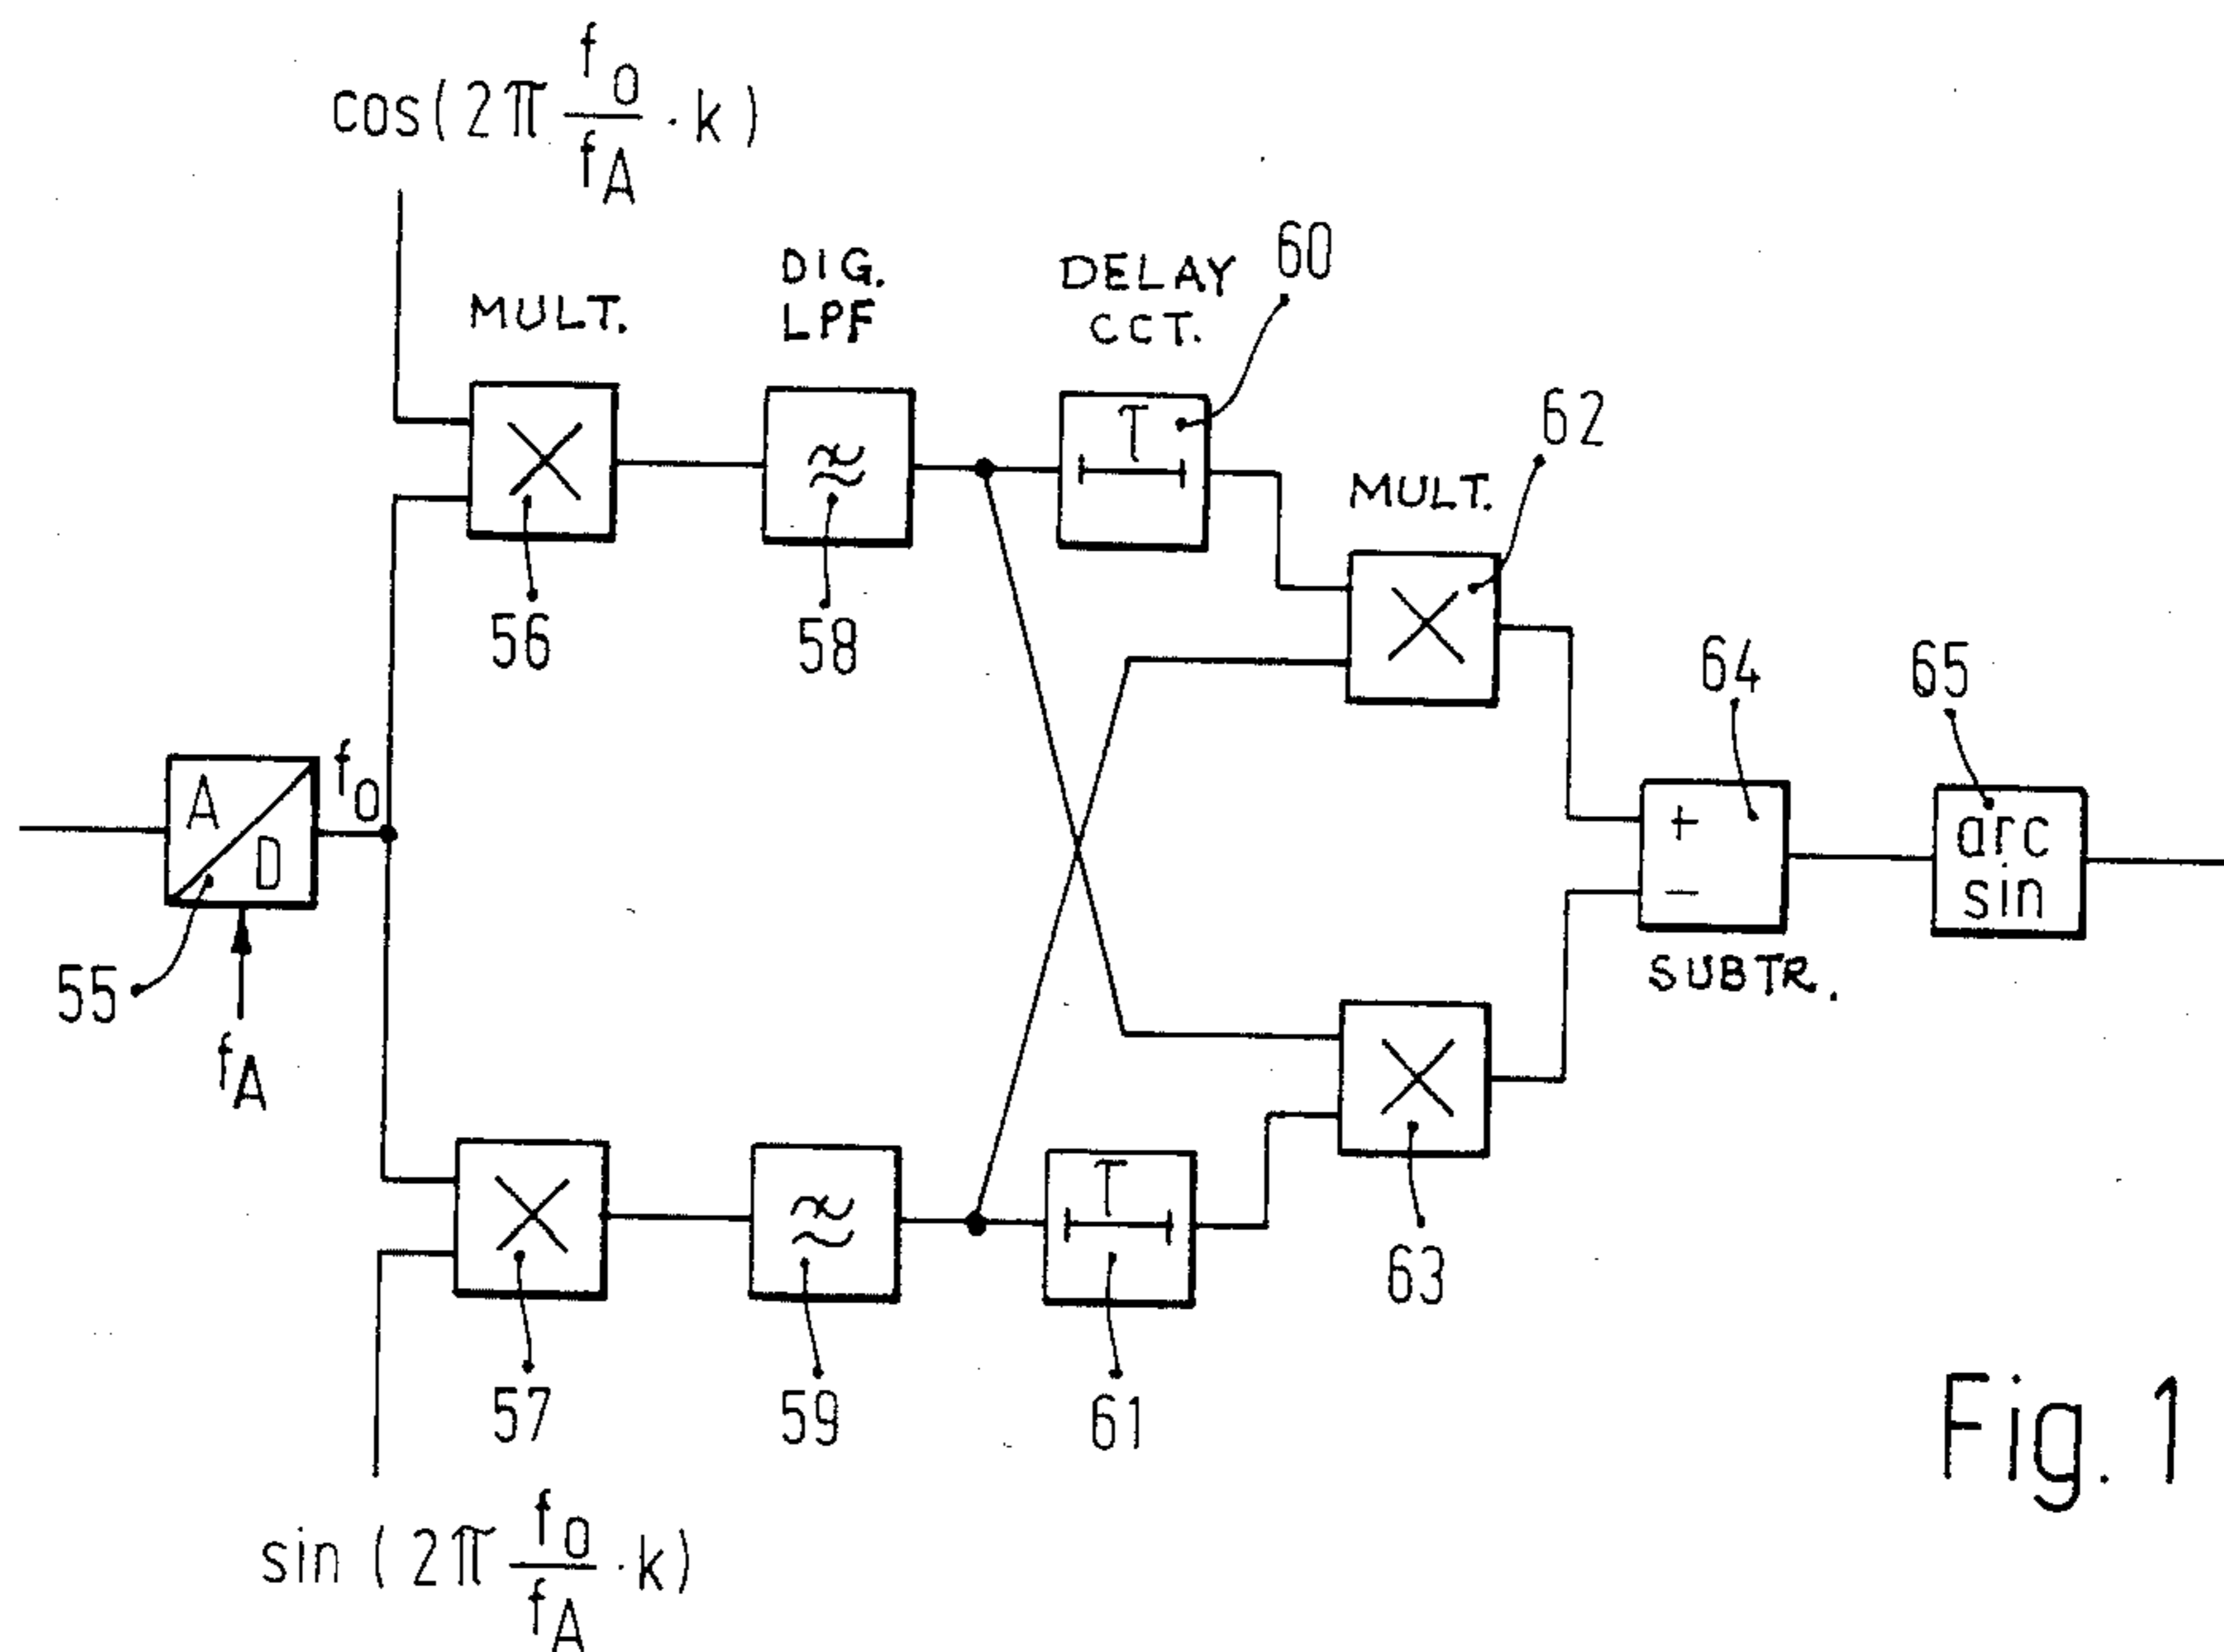 cos(2π f0/fA · k)
DIG.
LPF
DELAY
CCT.
60
MULT.
62
MULT.
T
56
58
64
65
A
D
f0
+
−
arc
sin
55
fA
SUBTR.
T
63
57
59
61
Fig. 1
sin(2π f0/fA · k)